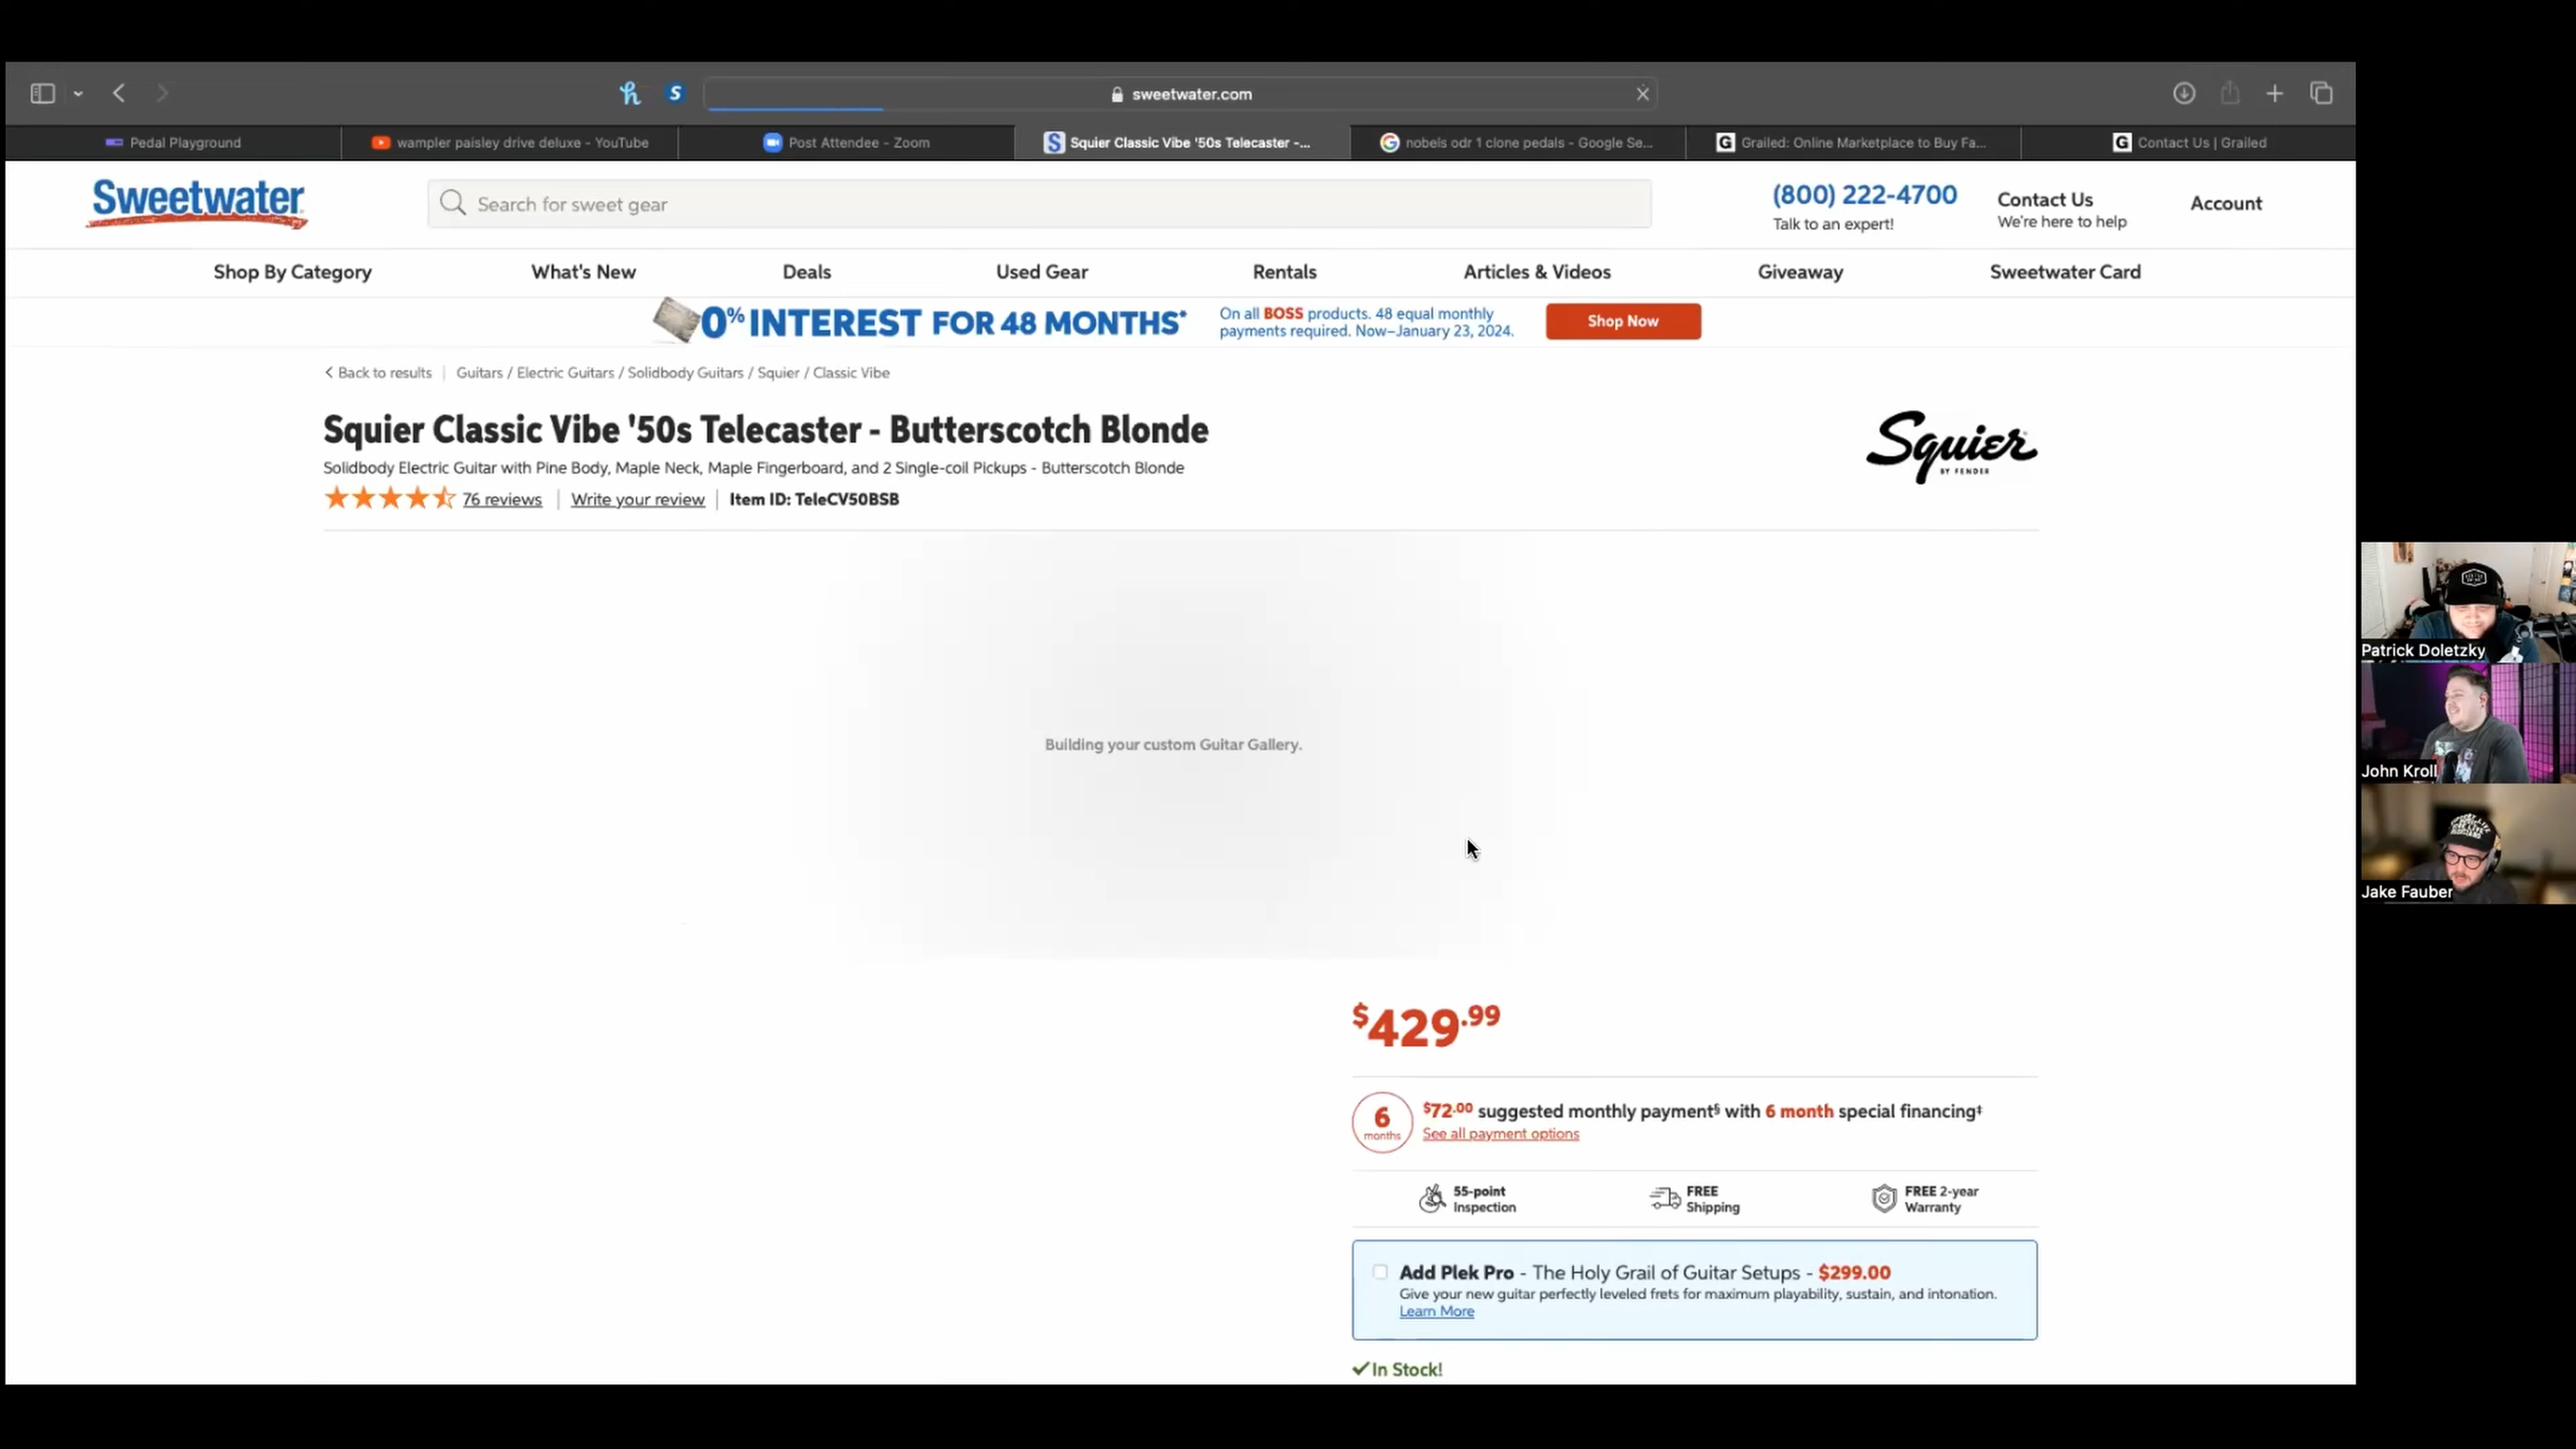 sweetwater.com
Pedal Playground
wampler paisley drive deluxe - YouTube
Post Attendee - Zoom
Squier Classic Vibe '50s Telecaster -...
nobels odr 1 clone pedals - Google Se...
Grailed: Online Marketplace to Buy Fa...
Contact Us | Grailed
Sweetwater
Search for sweet gear
(800) 222-4700
Talk to an expert!
Contact Us
We're here to help
Account
Shop By Category
What's New
Deals
Used Gear
Rentals
Articles & Videos
Giveaway
Sweetwater Card
0% INTEREST FOR 48 MONTHS*
On all BOSS products. 48 equal monthly
payments required. Now–January 23, 2024.
Shop Now
Back to results
Guitars / Electric Guitars / Solidbody Guitars / Squier / Classic Vibe
Squier Classic Vibe '50s Telecaster - Butterscotch Blonde
Solidbody Electric Guitar with Pine Body, Maple Neck, Maple Fingerboard, and 2 Single-coil Pickups - Butterscotch Blonde
76 reviews | Write your review | Item ID: TeleCV50BSB
Squier
BY FENDER
Building your custom Guitar Gallery.
Patrick Doletzky
John Kroll
Jake Fauber
$429.99
6
months
$72.00 suggested monthly payment§ with 6 month special financing‡
See all payment options
55-point
Inspection
FREE
Shipping
FREE 2-year
Warranty
Add Plek Pro - The Holy Grail of Guitar Setups - $299.00
Give your new guitar perfectly leveled frets for maximum playability, sustain, and intonation.
Learn More
In Stock!